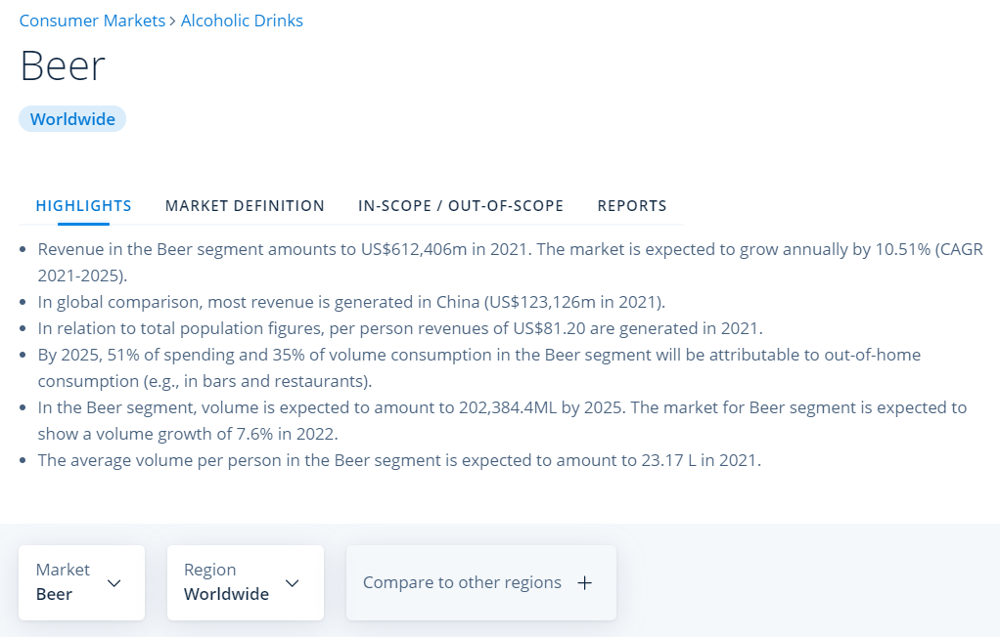 Consumer Markets > Alcoholic Drinks
Beer
Worldwide
HIGHLIGHTS MARKET DEFINITION IN-SCOPE / OUT-OF-SCOPE REPORTS
• Revenue in the Beer segment amounts to US$612,406m in 2021. The market is expected to grow annually by 10.51% (CAGR
2021-2025).
• In global comparison, most revenue is generated in China (US$123,126m in 2021).
• In relation to total population figures, per person revenues of US$81.20 are generated in 2021.
• By 2025, 51% of spending and 35% of volume consumption in the Beer segment will be attributable to out-of-home
consumption (e.g., in bars and restaurants).
• In the Beer segment, volume is expected to amount to 202,384.4ML by 2025. The market for Beer segment is expected to
show a volume growth of 7.6% in 2022.
• The average volume per person in the Beer segment is expected to amount to 23.17 L in 2021.
Market
Beer
Region
Worldwide
Compare to other regions +